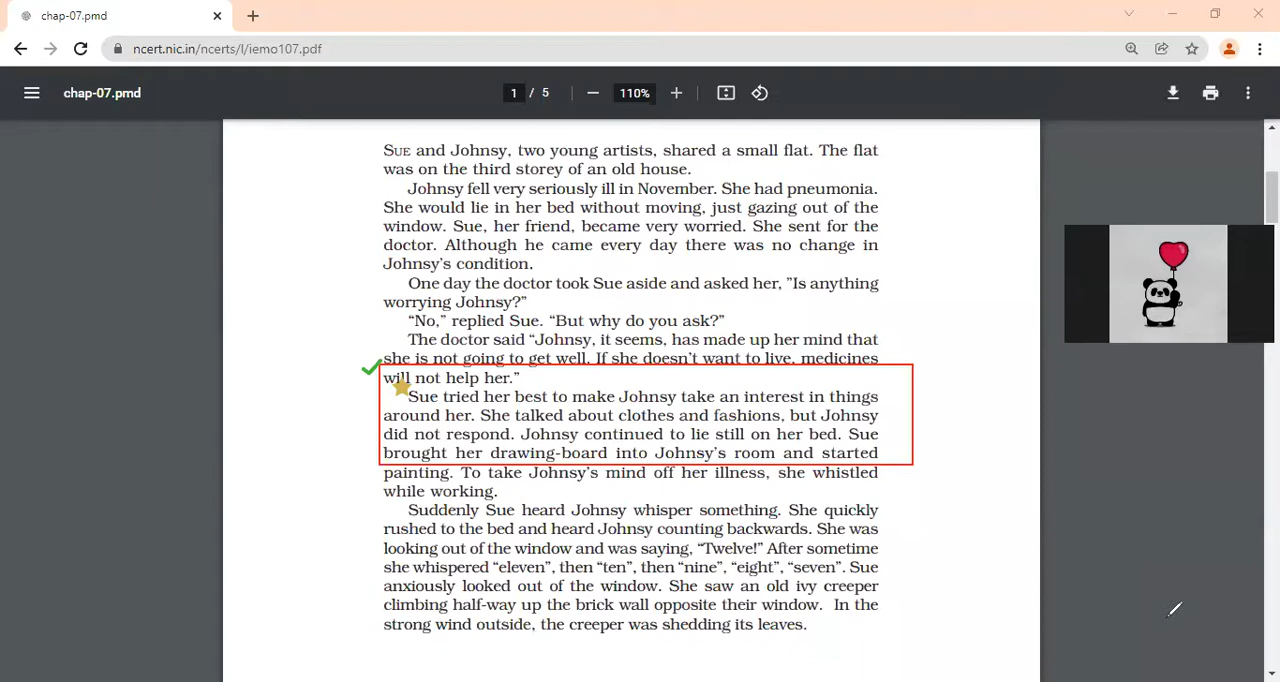 chap-07.pmd
ncert.nic.in/ncerts/l/iemo107.pdf
chap-07.pmd
1 / 5
110%
SUE and Johnsy, two young artists, shared a small flat. The flat
was on the third storey of an old house.
Johnsy fell very seriously ill in November. She had pneumonia.
She would lie in her bed without moving, just gazing out of the
window. Sue, her friend, became very worried. She sent for the
doctor. Although he came every day there was no change in
Johnsy’s condition.
One day the doctor took Sue aside and asked her, ”Is anything
worrying Johnsy?”
“No,” replied Sue. “But why do you ask?”
The doctor said “Johnsy, it seems, has made up her mind that
she is not going to get well. If she doesn’t want to live, medicines
will not help her.”
Sue tried her best to make Johnsy take an interest in things
around her. She talked about clothes and fashions, but Johnsy
did not respond. Johnsy continued to lie still on her bed. Sue
brought her drawing-board into Johnsy’s room and started
painting. To take Johnsy’s mind off her illness, she whistled
while working.
Suddenly Sue heard Johnsy whisper something. She quickly
rushed to the bed and heard Johnsy counting backwards. She was
looking out of the window and was saying, “Twelve!” After sometime
she whispered “eleven”, then “ten”, then “nine”, “eight”, “seven”. Sue
anxiously looked out of the window. She saw an old ivy creeper
climbing half-way up the brick wall opposite their window. In the
strong wind outside, the creeper was shedding its leaves.